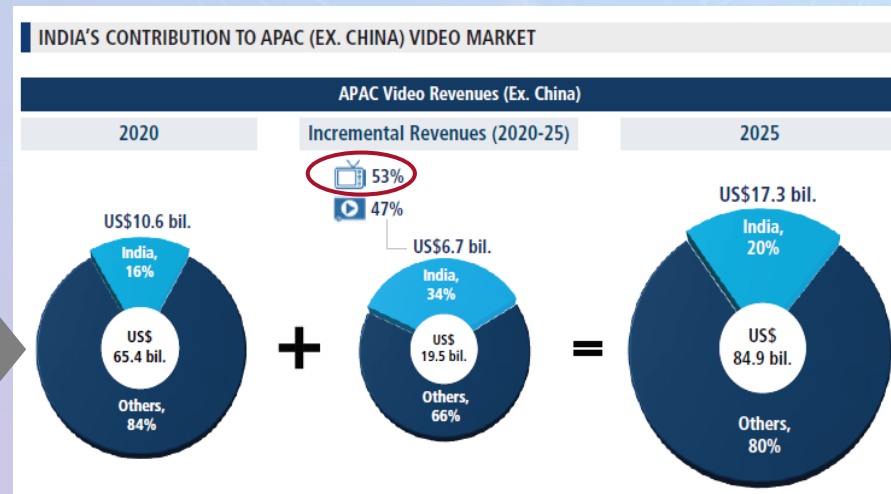 INDIA'S CONTRIBUTION TO APAC (EX. CHINA) VIDEO MARKET
APAC Video Revenues (Ex. China)
2020
Incremental Revenues (2020-25)
2025
53%
47%
US$10.6 bil.
India,
16%
US$
65.4 bil.
Others,
84%
+
US$6.7 bil.
India,
34%
US$
19.5 bil.
Others,
66%
=
US$17.3 bil.
India,
20%
US$
84.9 bil.
Others,
80%